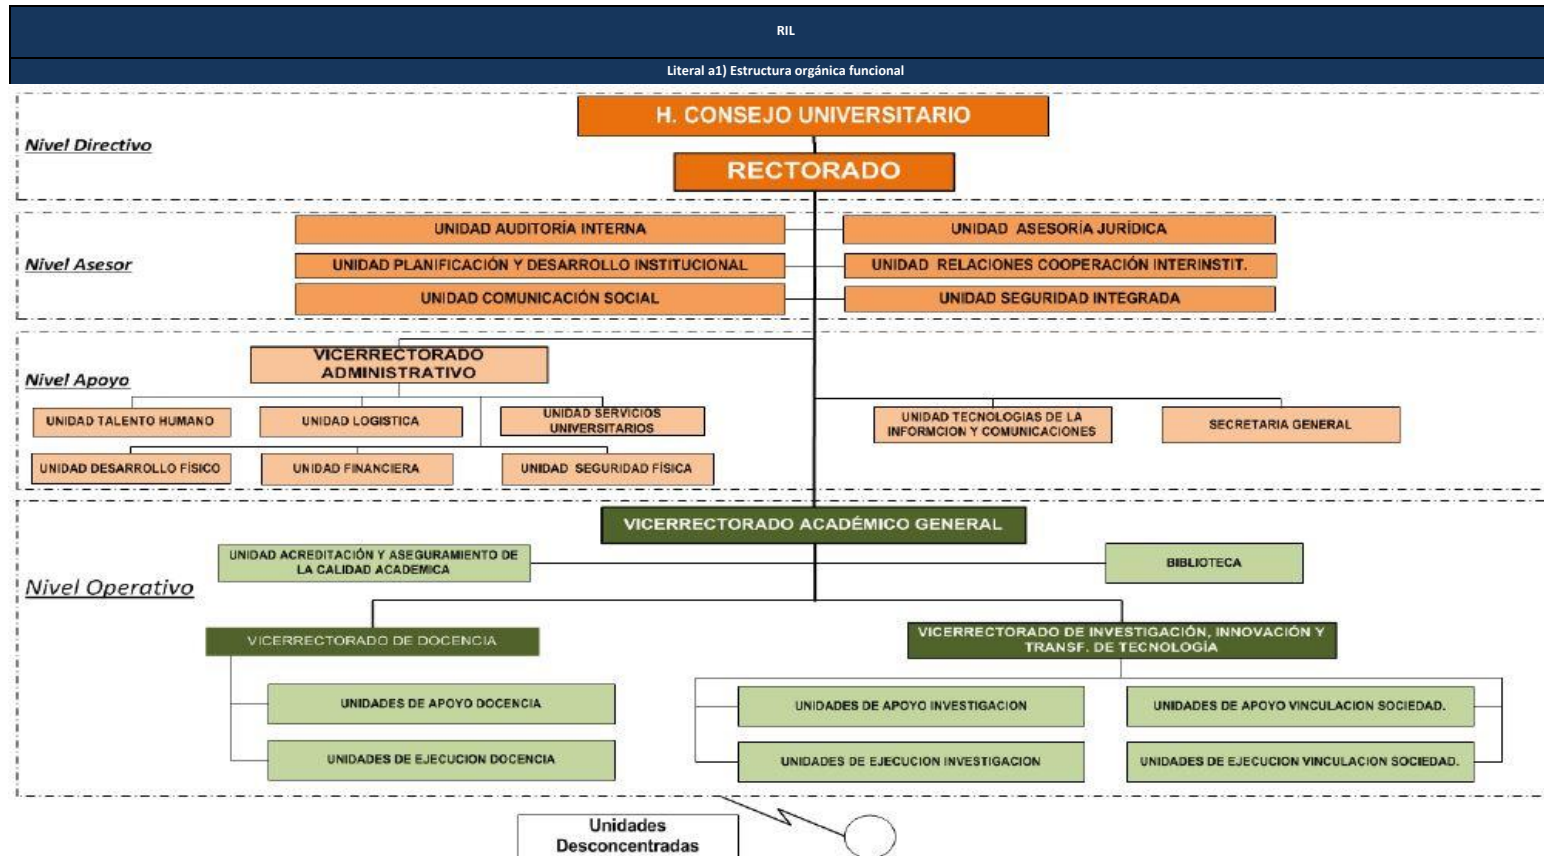 RIL
Literal a1) Estructura orgánica funcional
H. CONSEJO UNIVERSITARIO
Nivel Directivo
RECTORADO
UNIDAD AUDITORÍA INTERNA
UNIDAD ASESORÍA JURÍDICA
Nivel Asesor
UNIDAD PLANIFICACIÓN Y DESARROLLO INSTITUCIONAL
UNIDAD RELACIONES COOPERACIÓN INTERINSTIT.
UNIDAD COMUNICACIÓN SOCIAL
UNIDAD SEGURIDAD INTEGRADA
VICERRECTORADO
ADMINISTRATIVO
Nivel Apoyo
UNIDAD TALENTO HUMANO
UNIDAD LOGISTICA
UNIDAD SERVICIOS
UNIVERSITARIOS
UNIDAD TECNOLOGIAS DE LA
INFORMCION Y COMUNICACIONES
SECRETARIA GENERAL
UNIDAD DESARROLLO FÍSICO
UNIDAD FINANCIERA
UNIDAD SEGURIDAD FÍSICA
VICERRECTORADO ACADÉMICO GENERAL
UNIDAD ACREDITACIÓN Y ASEGURAMIENTO DE
LA CALIDAD ACADEMICA
BIBLIOTECA
Nivel Operativo
VICERRECTORADO DE DOCENCIA
VICERRECTORADO DE INVESTIGACIÓN, INNOVACIÓN Y
TRANSF. DE TECNOLOGÍA
UNIDADES DE APOYO DOCENCIA
UNIDADES DE APOYO INVESTIGACION
UNIDADES DE APOYO VINCULACION SOCIEDAD.
UNIDADES DE EJECUCION DOCENCIA
UNIDADES DE EJECUCION INVESTIGACION
UNIDADES DE EJECUCION VINCULACION SOCIEDAD.
Unidades
Desconcentradas